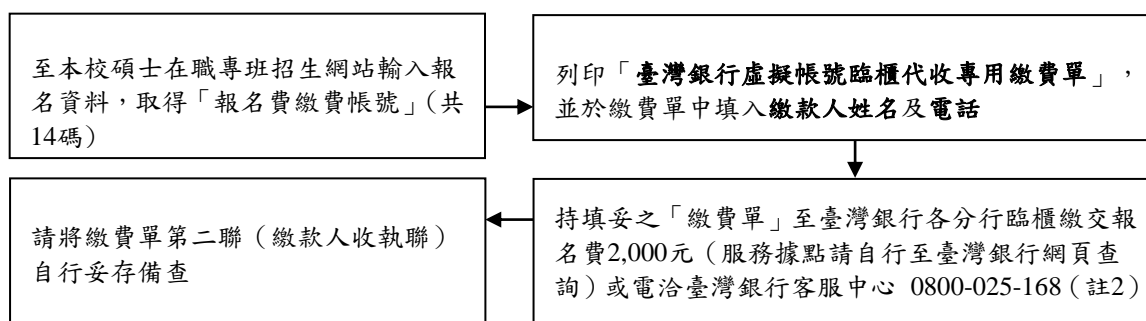 至本校碩士在職專班招生網站輸入報
名資料，取得「報名費繳費帳號」（共
14碼）
列印「臺灣銀行虛擬帳號臨櫃代收專用繳費單」，
並於繳費單中填入繳款人姓名及電話
持填妥之「繳費單」至臺灣銀行各分行臨櫃繳交報
名費2,000元（服務據點請自行至臺灣銀行網頁查
詢）或電洽臺灣銀行客服中心 0800-025-168（註2）
請將繳費單第二聯（繳款人收執聯）
自行妥存備查